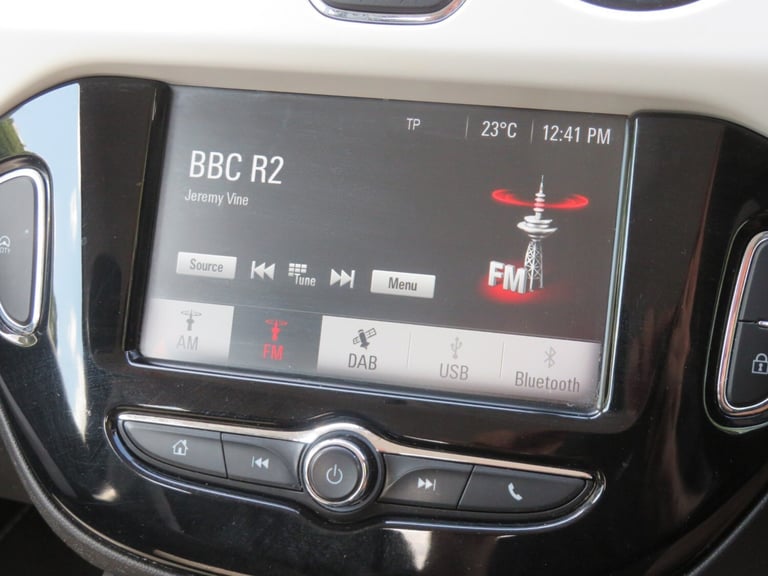 TP 23°C 12:41 PM
BBC R2
Jeremy Vine
FM
Source Tune Menu
AM FM DAB USB Bluetooth